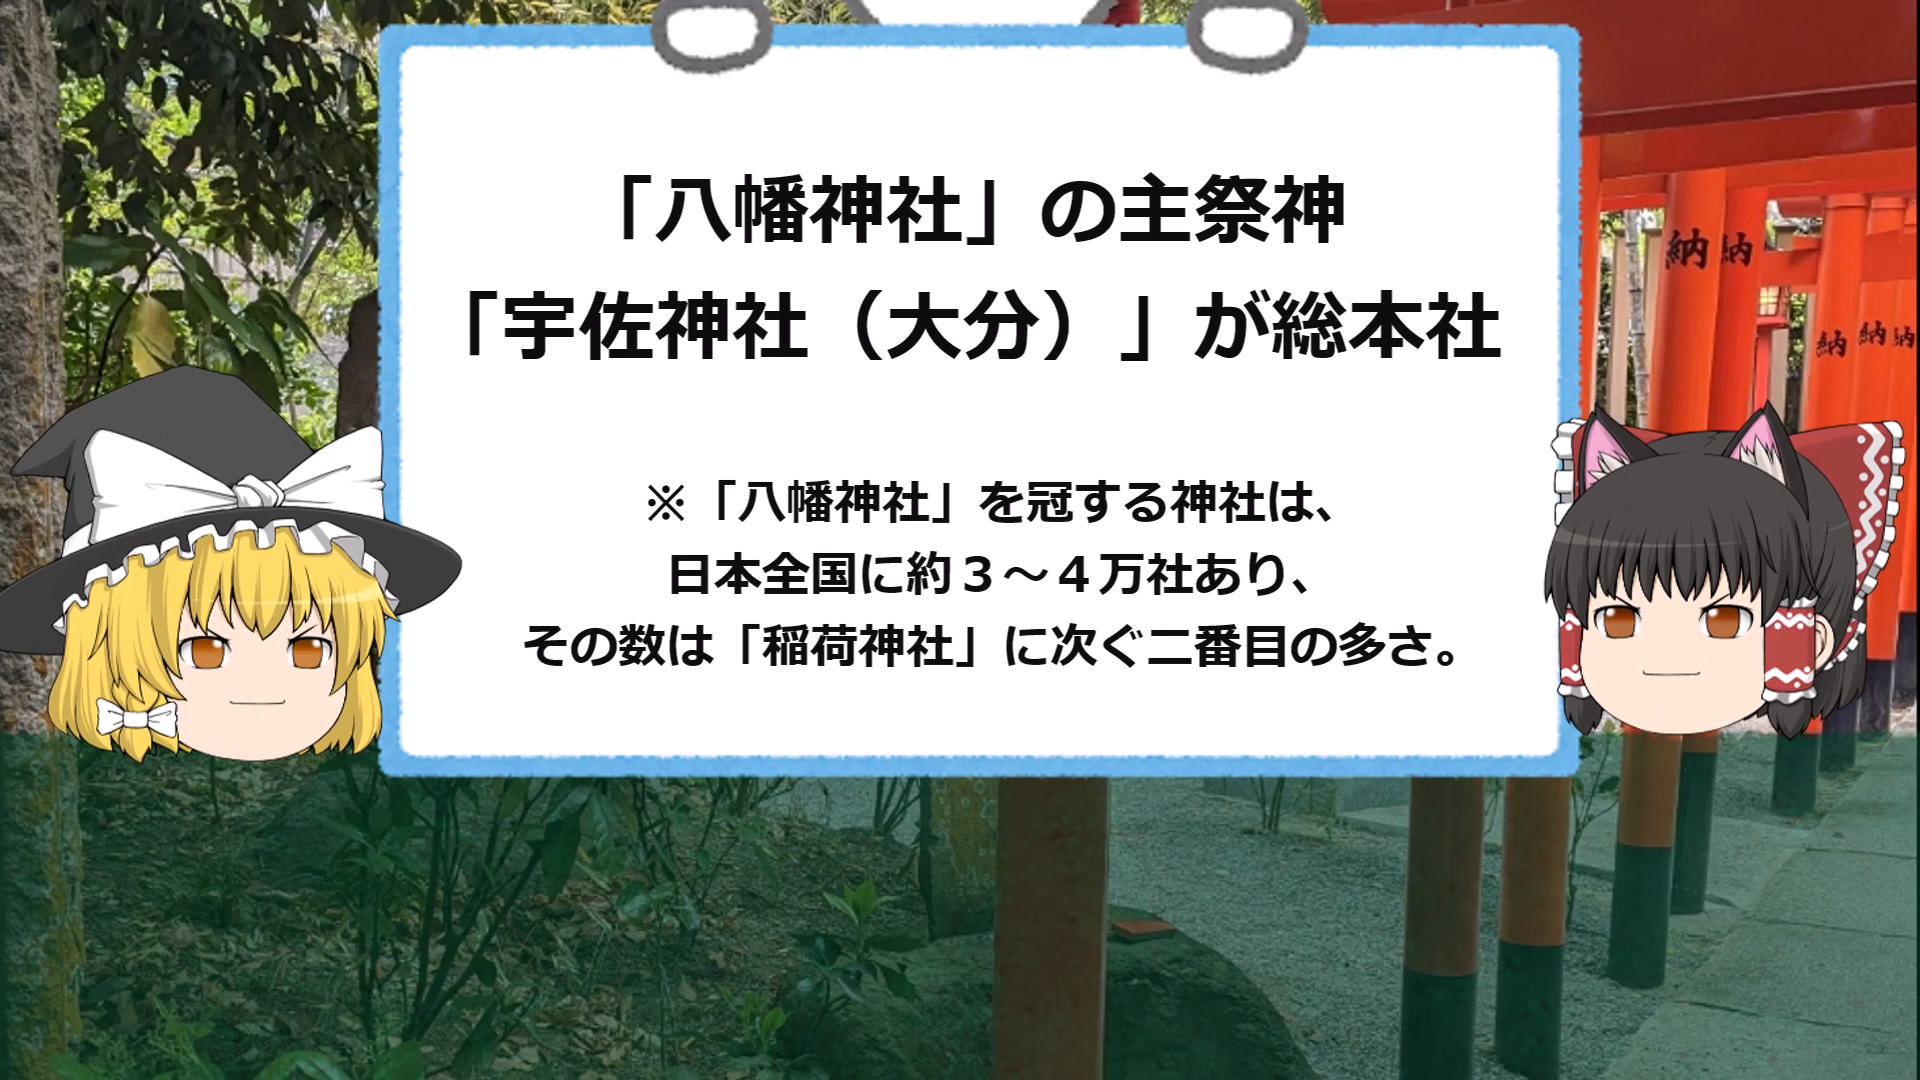 「八幡神社」の主祭神
「宇佐神社（大分）」が総本社
※「八幡神社」を冠する神社は、
日本全国に約３～４万社あり、
その数は「稲荷神社」に次ぐ二番目の多さ。
納
納
納
納
納